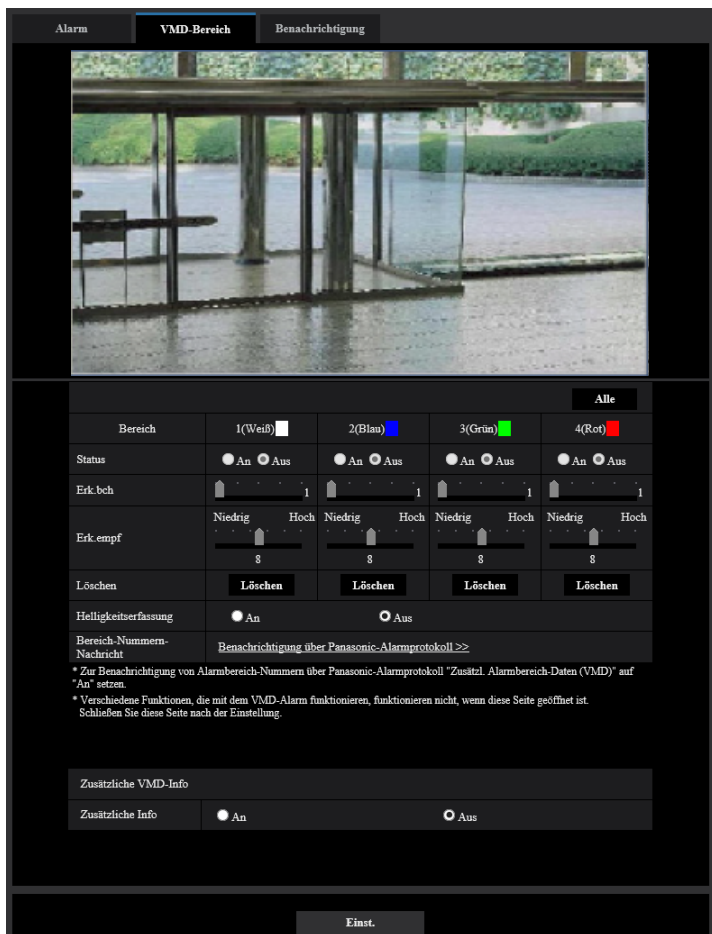 Alarm VMD-Bereich Benachrichtigung
Alle
Bereich 1(Weiß) 2(Blau) 3(Grün) 4(Rot)
Status An Aus An Aus An Aus An Aus
Erk.bch 1 1 1 1
Niedrig Hoch Niedrig Hoch Niedrig Hoch Niedrig Hoch
Erk.empf
8 8 8 8
Löschen Löschen Löschen Löschen Löschen
Helligkeitserfassung An Aus
Bereich-Nummern-
Nachricht Benachrichtigung über Panasonic-Alarmprotokoll >>
* Zur Benachrichtigung von Alarmbereich-Nummern über Panasonic-Alarmprotokoll "Zusätzl. Alarmbereich-Daten (VMD)" auf
"An" setzen.
* Verschiedene Funktionen, die mit dem VMD-Alarm funktionieren, funktionieren nicht, wenn diese Seite geöffnet ist.
Schließen Sie diese Seite nach der Einstellung.
Zusätzliche VMD-Info
Zusätzliche Info An Aus
Einst.